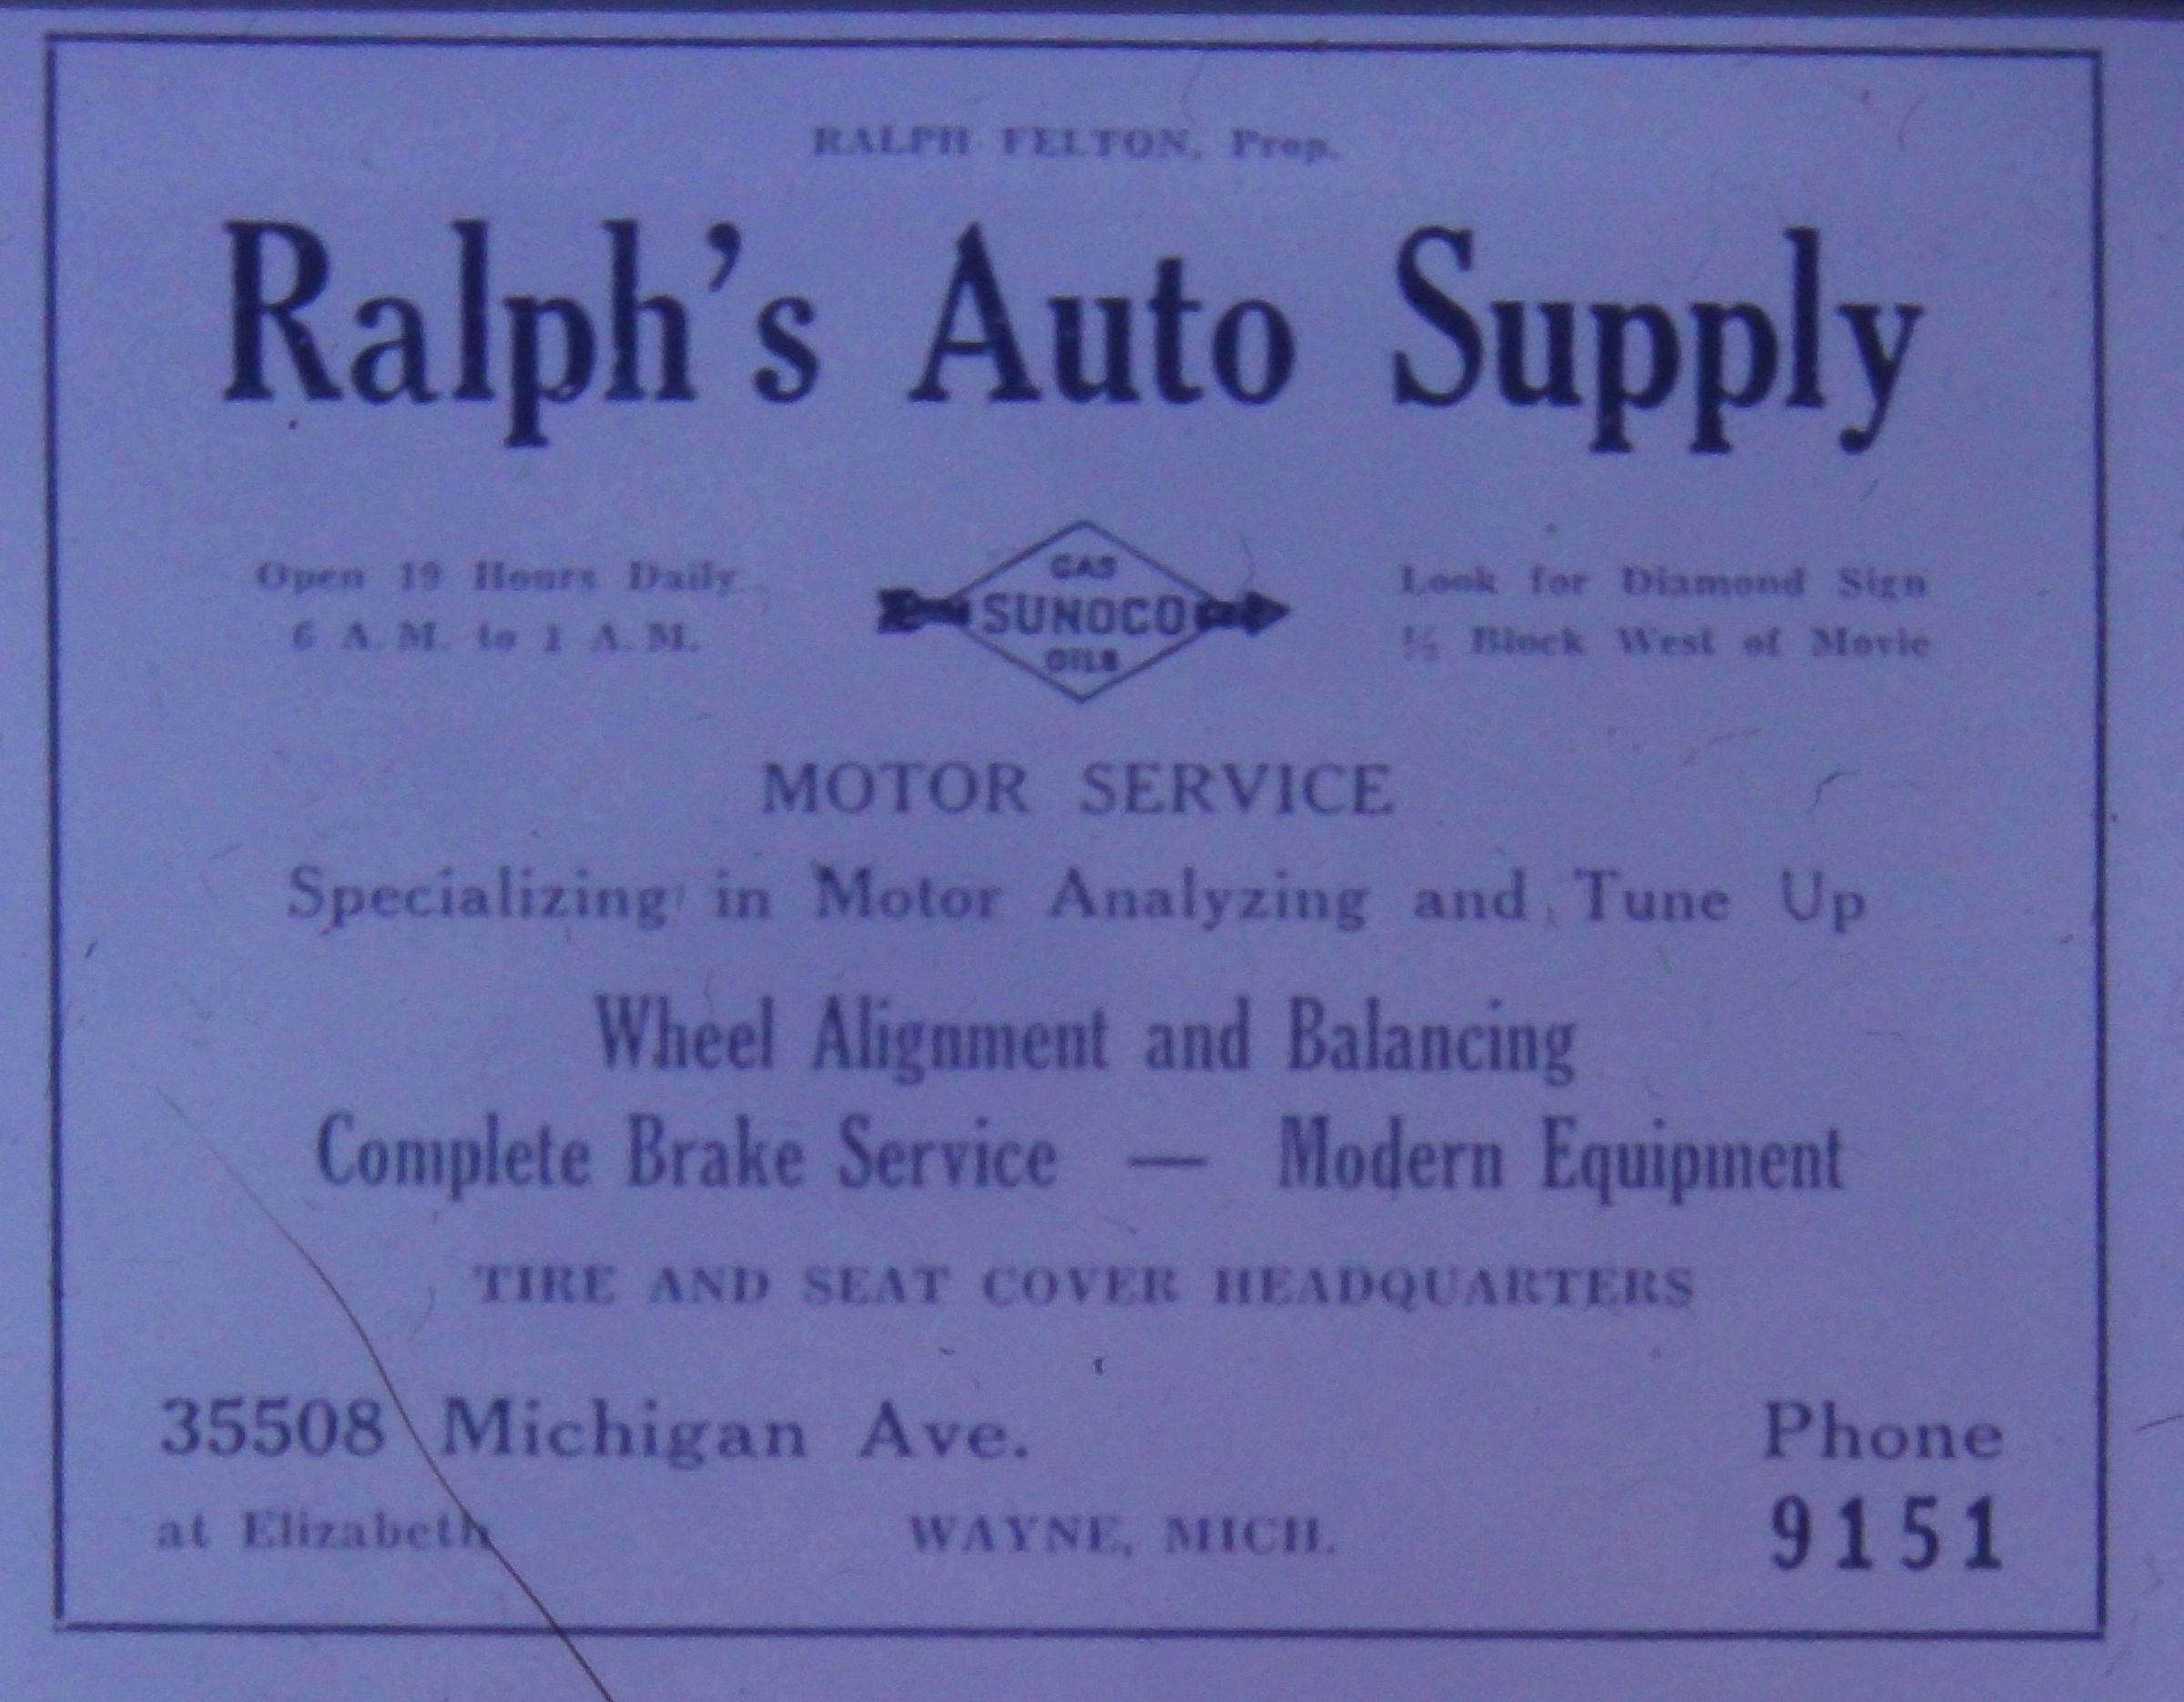 RALPH FELTON, Prop.
Ralph's Auto Supply
Open 19 Hours Daily
6 A. M. to 1 A. M.
GAS
SUNOCO
OILS
Look for Diamond Sign
½ Block West of Movie
MOTOR SERVICE
Specializing in Motor Analyzing and Tune Up
Wheel Alignment and Balancing
Complete Brake Service — Modern Equipment
TIRE AND SEAT COVER HEADQUARTERS
35508 Michigan Ave.
at Elizabeth
WAYNE, MICH.
Phone
9151